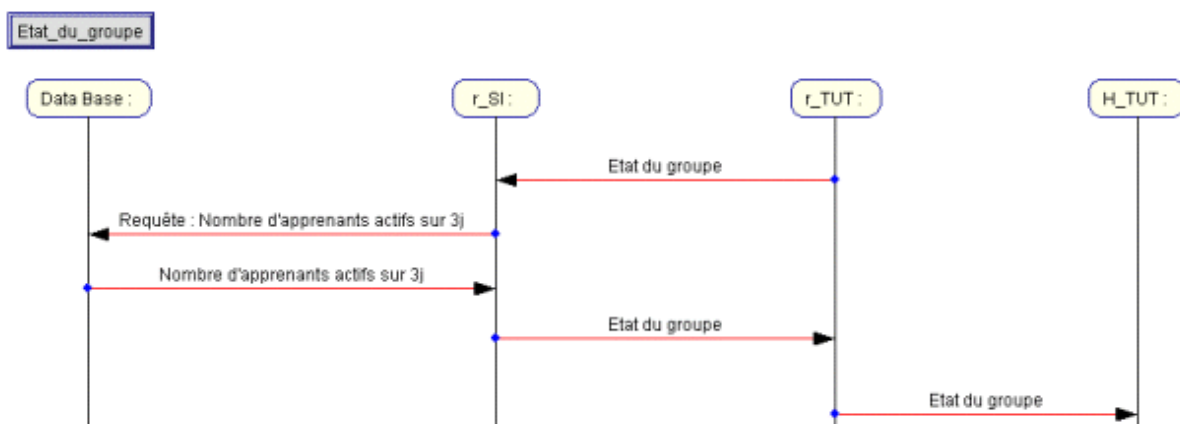 Etat_du_groupe
Data Base :
r_SI :
r_TUT :
H_TUT :
Etat du groupe
Requête : Nombre d'apprenants actifs sur 3j
Nombre d'apprenants actifs sur 3j
Etat du groupe
Etat du groupe